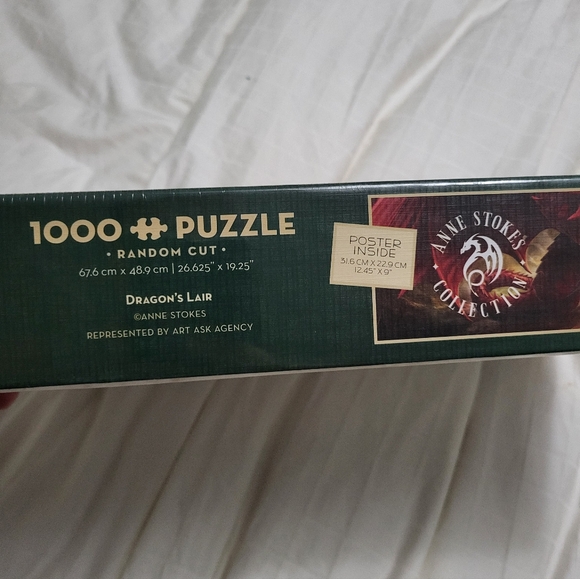 1000 PUZZLE
• RANDOM CUT •
67.6 cm x 48.9 cm | 26.625" x 19.25"
DRAGON'S LAIR
©ANNE STOKES
REPRESENTED BY ART ASK AGENCY
POSTER
INSIDE
31.6 CM X 22.9 CM
12.45" X 9"
ANNE STOKES
COLLECTION